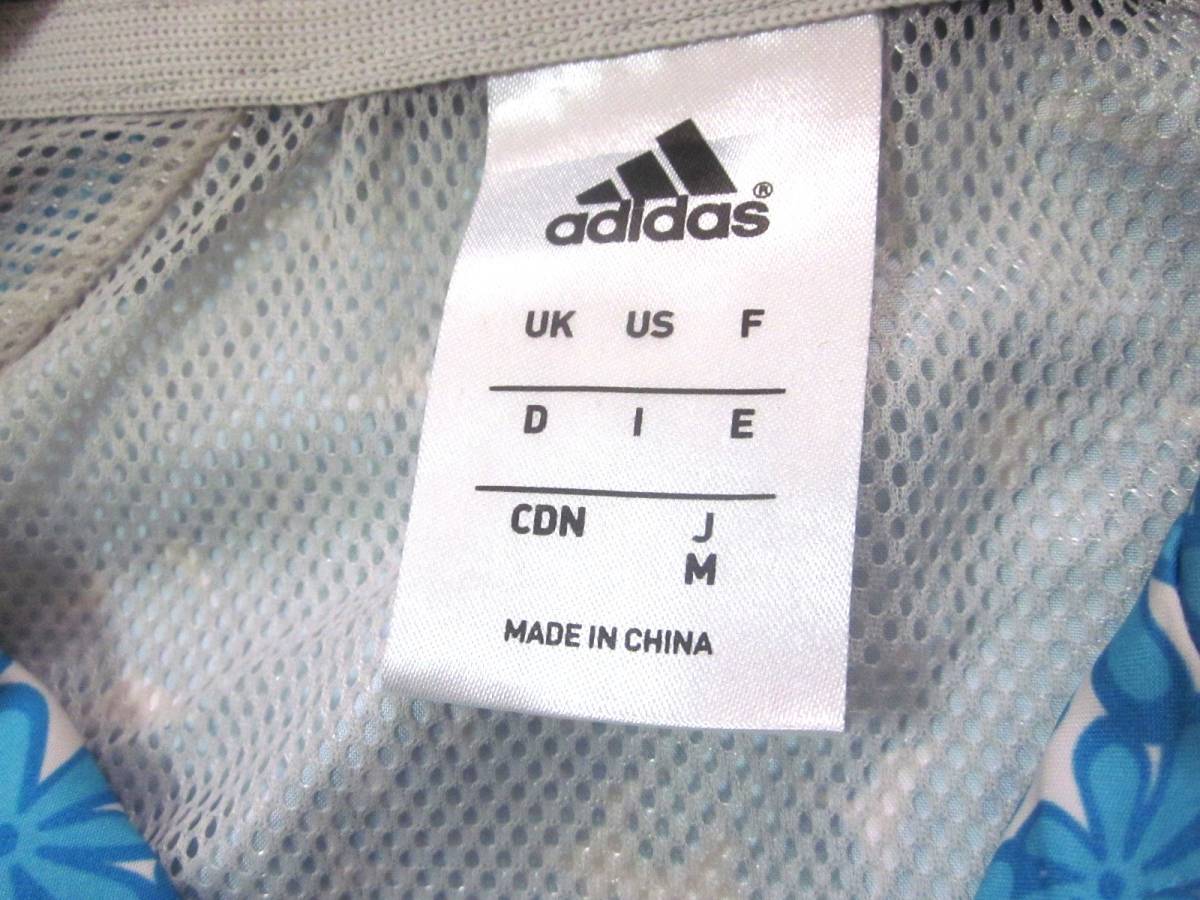 adidas®
UK US F
D I E
CDN J
M
MADE IN CHINA